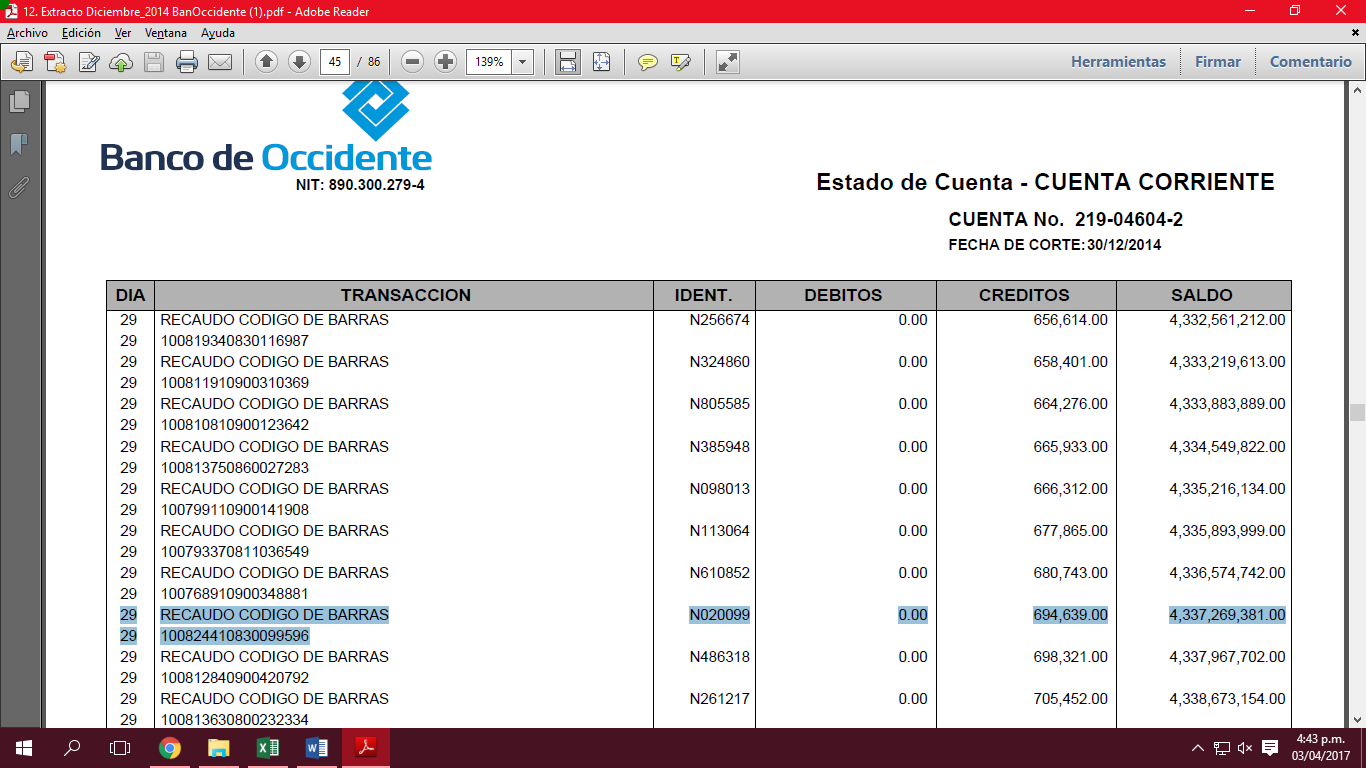 12. Extracto Diciembre_2014 BanOccidente (1).pdf - Adobe Reader
Archivo Edición Ver Ventana Ayuda
45 / 86 139% Herramientas Firmar Comentario
Banco de Occidente
NIT: 890.300.279-4
Estado de Cuenta - CUENTA CORRIENTE
CUENTA No. 219-04604-2
FECHA DE CORTE:30/12/2014
DIA TRANSACCION IDENT. DEBITOS CREDITOS SALDO
29 RECAUDO CODIGO DE BARRAS N256674 0.00 656,614.00 4,332,561,212.00
29 100819340830116987
29 RECAUDO CODIGO DE BARRAS N324860 0.00 658,401.00 4,333,219,613.00
29 100811910900310369
29 RECAUDO CODIGO DE BARRAS N805585 0.00 664,276.00 4,333,883,889.00
29 100810810900123642
29 RECAUDO CODIGO DE BARRAS N385948 0.00 665,933.00 4,334,549,822.00
29 100813750860027283
29 RECAUDO CODIGO DE BARRAS N098013 0.00 666,312.00 4,335,216,134.00
29 100799110900141908
29 RECAUDO CODIGO DE BARRAS N113064 0.00 677,865.00 4,335,893,999.00
29 100793370811036549
29 RECAUDO CODIGO DE BARRAS N610852 0.00 680,743.00 4,336,574,742.00
29 100768910900348881
29 RECAUDO CODIGO DE BARRAS N020099 0.00 694,639.00 4,337,269,381.00
29 100824410830099596
29 RECAUDO CODIGO DE BARRAS N486318 0.00 698,321.00 4,337,967,702.00
29 100812840900420792
29 RECAUDO CODIGO DE BARRAS N261217 0.00 705,452.00 4,338,673,154.00
29 100813630800232334
4:43 p.m.
03/04/2017